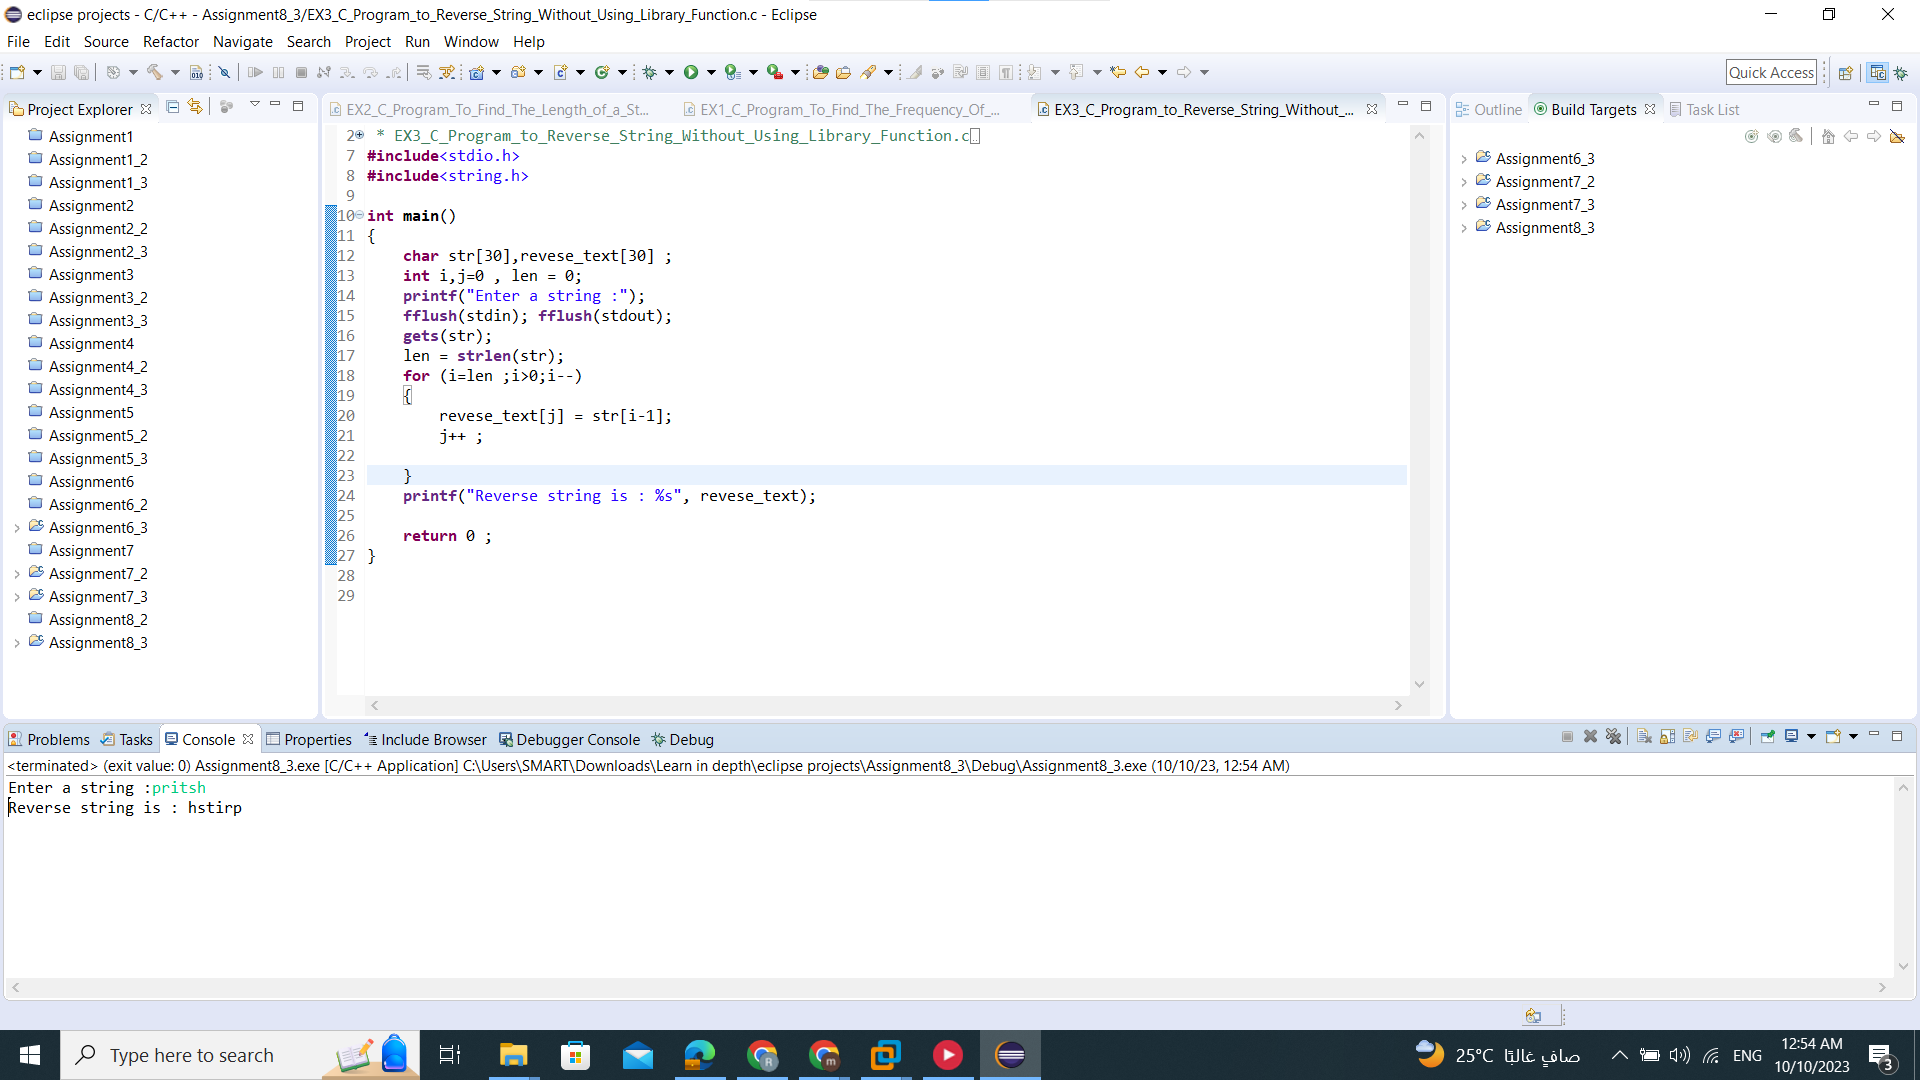 eclipse projects - C/C++ - Assignment8_3/EX3_C_Program_to_Reverse_String_Without_Using_Library_Function.c - Eclipse
File Edit Source Refactor Navigate Search Project Run Window Help
Quick Access
Project Explorer
Assignment1
Assignment1_2
Assignment1_3
Assignment2
Assignment2_2
Assignment2_3
Assignment3
Assignment3_2
Assignment3_3
Assignment4
Assignment4_2
Assignment4_3
Assignment5
Assignment5_2
Assignment5_3
Assignment6
Assignment6_2
Assignment6_3
Assignment7
Assignment7_2
Assignment7_3
Assignment8_2
Assignment8_3
EX2_C_Program_To_Find_The_Length_of_a_St... EX1_C_Program_To_Find_The_Frequency_Of_... EX3_C_Program_to_Reverse_String_Without_...
2 * EX3_C_Program_to_Reverse_String_Without_Using_Library_Function.c
7 #include<stdio.h>
8 #include<string.h>
9
10 int main()
11 {
12 char str[30],revese_text[30] ;
13 int i,j=0 , len = 0;
14 printf("Enter a string :");
15 fflush(stdin); fflush(stdout);
16 gets(str);
17 len = strlen(str);
18 for (i=len ;i>0;i--)
19 {
20 revese_text[j] = str[i-1];
21 j++ ;
22
23 }
24 printf("Reverse string is : %s", revese_text);
25
26 return 0 ;
27 }
28
29
Outline Build Targets Task List
Assignment6_3
Assignment7_2
Assignment7_3
Assignment8_3
Problems Tasks Console Properties Include Browser Debugger Console Debug
<terminated> (exit value: 0) Assignment8_3.exe [C/C++ Application] C:\Users\SMART\Downloads\Learn in depth\eclipse projects\Assignment8_3\Debug\Assignment8_3.exe (10/10/23, 12:54 AM)
Enter a string :pritsh
Reverse string is : hstirp
Type here to search
25°C صافٍ غالبًا
ENG
12:54 AM
10/10/2023
3